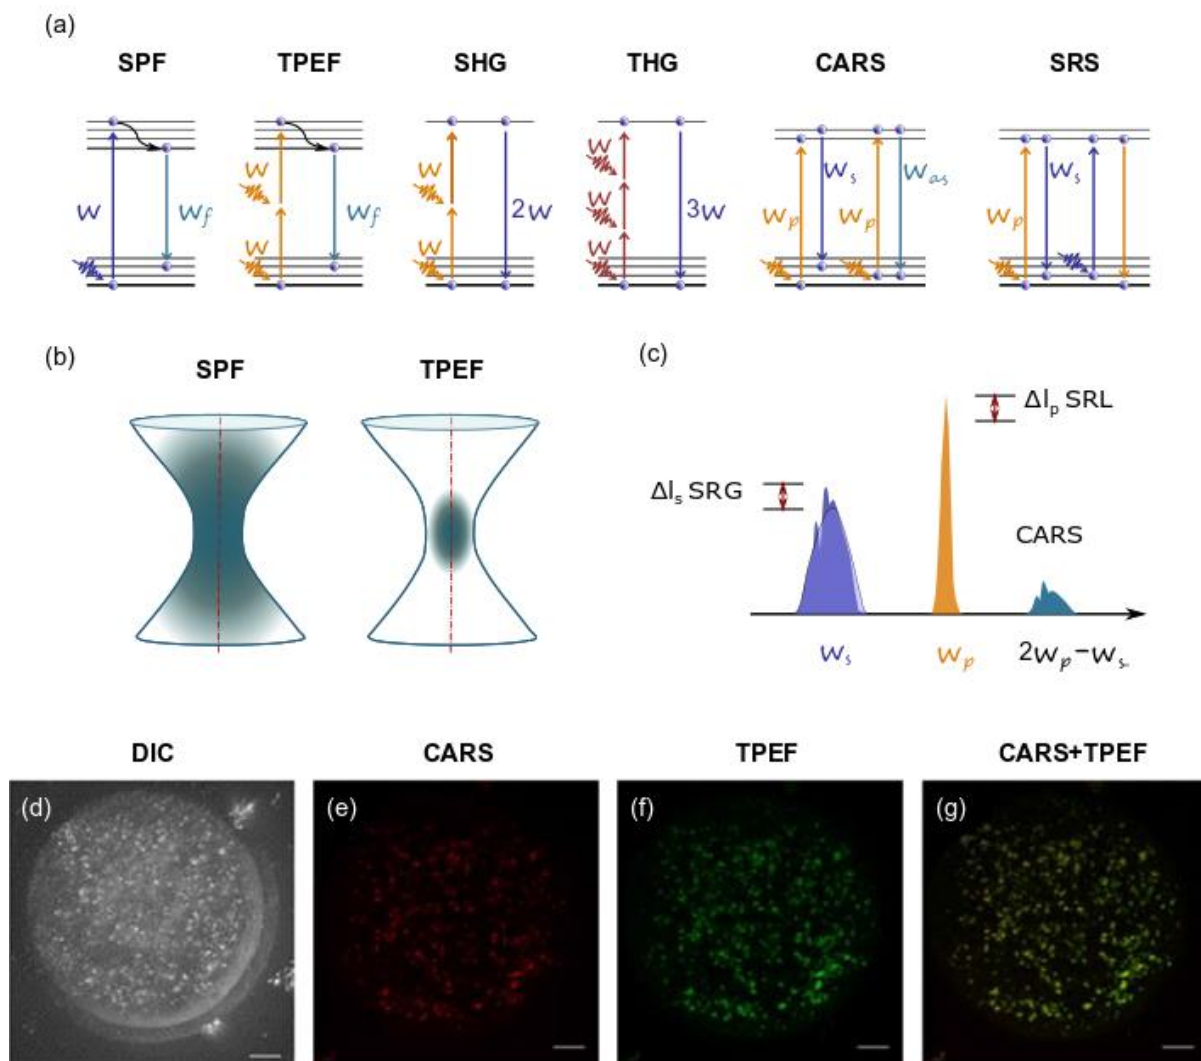 (a)
SPF TPEF SHG THG CARS SRS
w w_f
w w w_f
w w 2w
w w w 3w
w_p w_s w_p w_as
w_p w_s
(b)
SPF TPEF
(c)
ΔI_p SRL
ΔI_s SRG
CARS
w_s w_p 2w_p-w_s
DIC CARS TPEF CARS+TPEF
(d) (e) (f) (g)